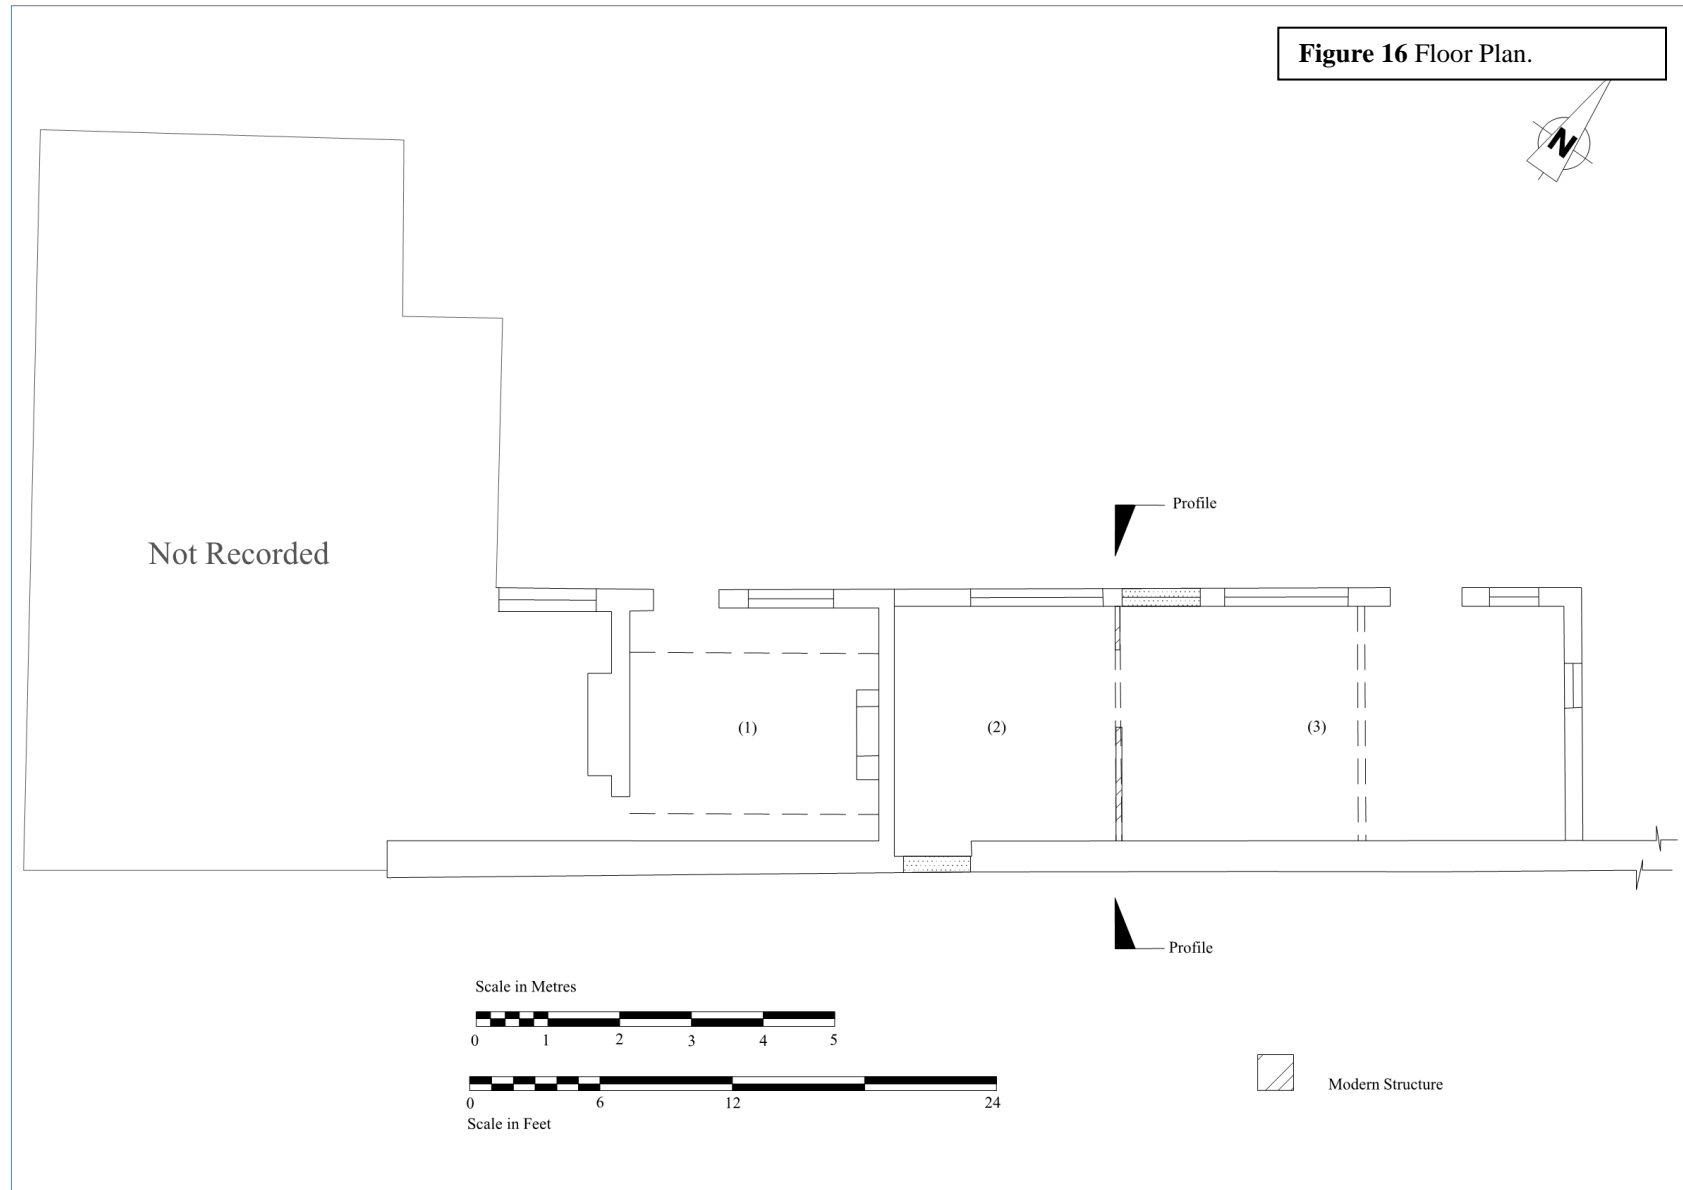 Figure 16 Floor Plan.
N
Not Recorded
Profile
(1)
(2)
(3)
Profile
Scale in Metres
0 1 2 3 4 5
0 6 12 24
Scale in Feet
Modern Structure